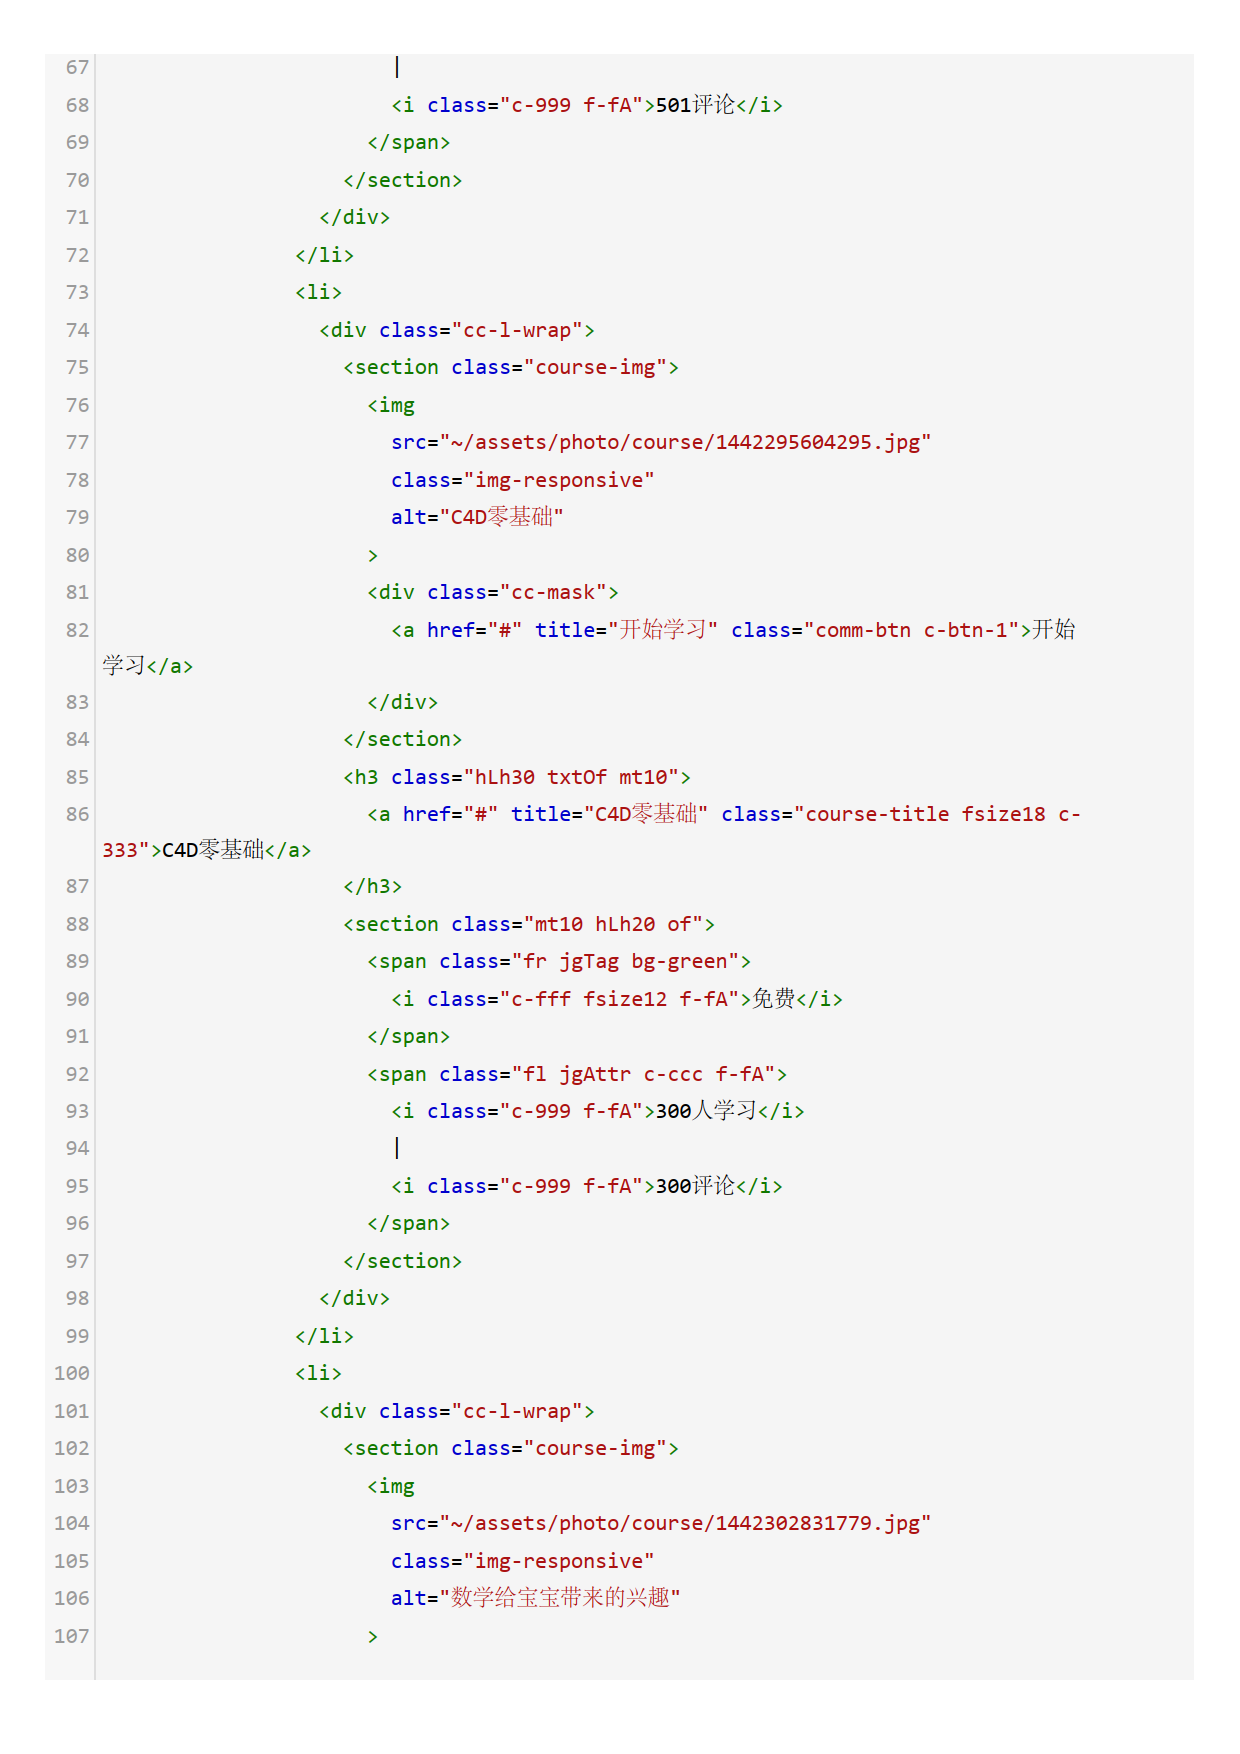 67 |
68 <i class="c-999 f-fA">501评论</i>
69 </span>
70 </section>
71 </div>
72 </li>
73 <li>
74 <div class="cc-l-wrap">
75 <section class="course-img">
76 <img
77 src="~/assets/photo/course/1442295604295.jpg"
78 class="img-responsive"
79 alt="C4D零基础"
80 >
81 <div class="cc-mask">
82 <a href="#" title="开始学习" class="comm-btn c-btn-1">开始
学习</a>
83 </div>
84 </section>
85 <h3 class="hLh30 txtOf mt10">
86 <a href="#" title="C4D零基础" class="course-title fsize18 c-
333">C4D零基础</a>
87 </h3>
88 <section class="mt10 hLh20 of">
89 <span class="fr jgTag bg-green">
90 <i class="c-fff fsize12 f-fA">免费</i>
91 </span>
92 <span class="fl jgAttr c-ccc f-fA">
93 <i class="c-999 f-fA">300人学习</i>
94 |
95 <i class="c-999 f-fA">300评论</i>
96 </span>
97 </section>
98 </div>
99 </li>
100 <li>
101 <div class="cc-l-wrap">
102 <section class="course-img">
103 <img
104 src="~/assets/photo/course/1442302831779.jpg"
105 class="img-responsive"
106 alt="数学给宝宝带来的兴趣"
107 >